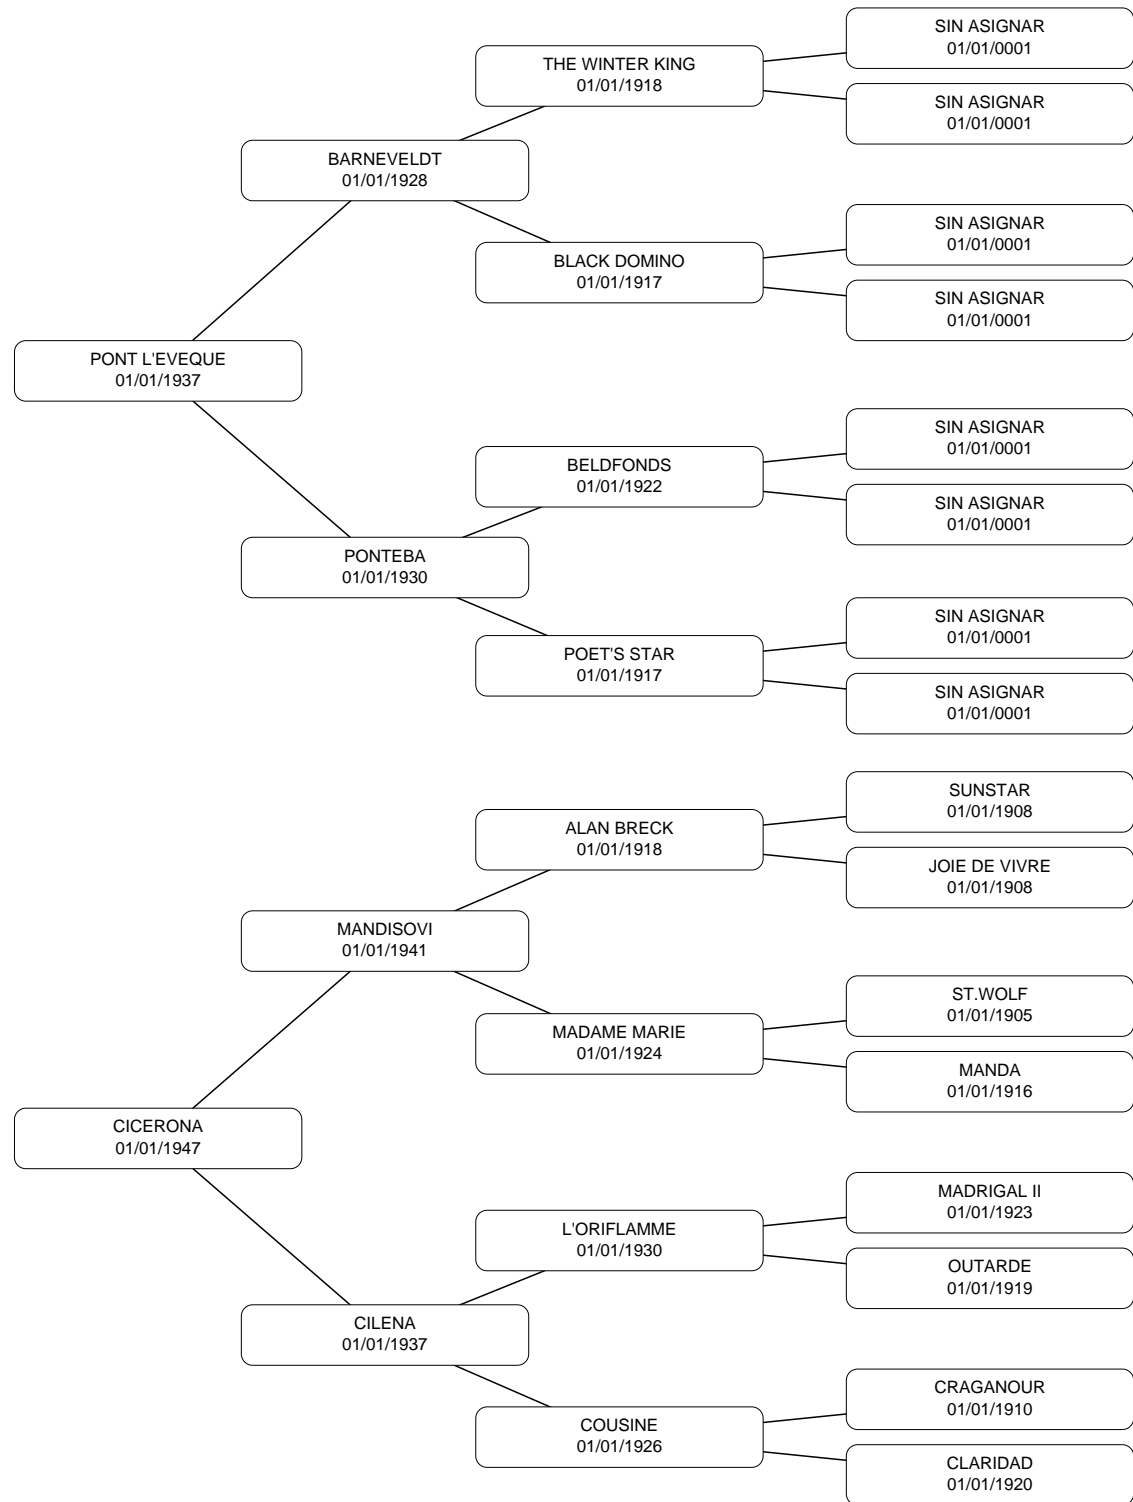 SIN ASIGNAR
01/01/0001
THE WINTER KING
01/01/1918
SIN ASIGNAR
01/01/0001
BARNEVELDT
01/01/1928
SIN ASIGNAR
01/01/0001
BLACK DOMINO
01/01/1917
SIN ASIGNAR
01/01/0001
PONT L'EVEQUE
01/01/1937
SIN ASIGNAR
01/01/0001
BELDFONDS
01/01/1922
SIN ASIGNAR
01/01/0001
PONTEBA
01/01/1930
SIN ASIGNAR
01/01/0001
POET'S STAR
01/01/1917
SIN ASIGNAR
01/01/0001
SUNSTAR
01/01/1908
ALAN BRECK
01/01/1918
JOIE DE VIVRE
01/01/1908
MANDISOVI
01/01/1941
ST.WOLF
01/01/1905
MADAME MARIE
01/01/1924
MANDA
01/01/1916
CICERONA
01/01/1947
MADRIGAL II
01/01/1923
L'ORIFLAMME
01/01/1930
OUTARDE
01/01/1919
CILENA
01/01/1937
CRAGANOUR
01/01/1910
COUSINE
01/01/1926
CLARIDAD
01/01/1920